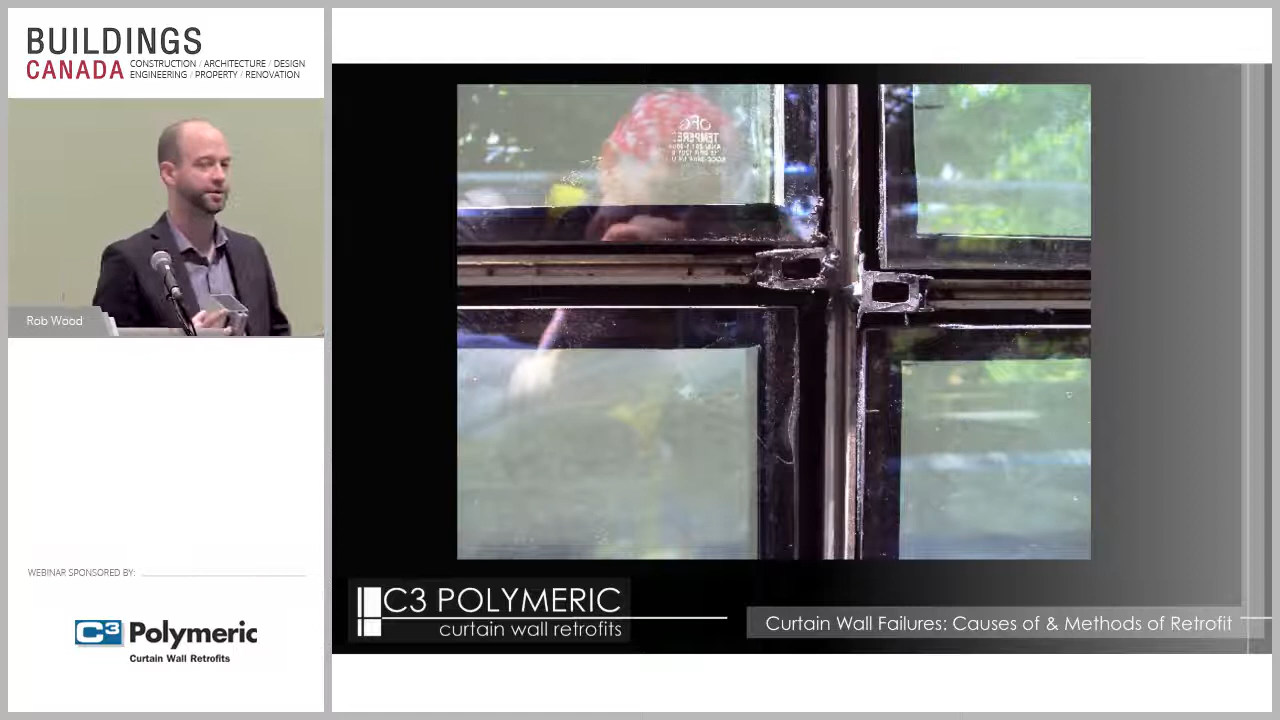 BUILDINGS
CANADA
CONSTRUCTION / ARCHITECTURE / DESIGN
ENGINEERING / PROPERTY / RENOVATION
Rob Wood
WEBINAR SPONSORED BY:
C3 Polymeric
Curtain Wall Retrofits
C3 POLYMERIC
curtain wall retrofits
Curtain Wall Failures: Causes of & Methods of Retrofit